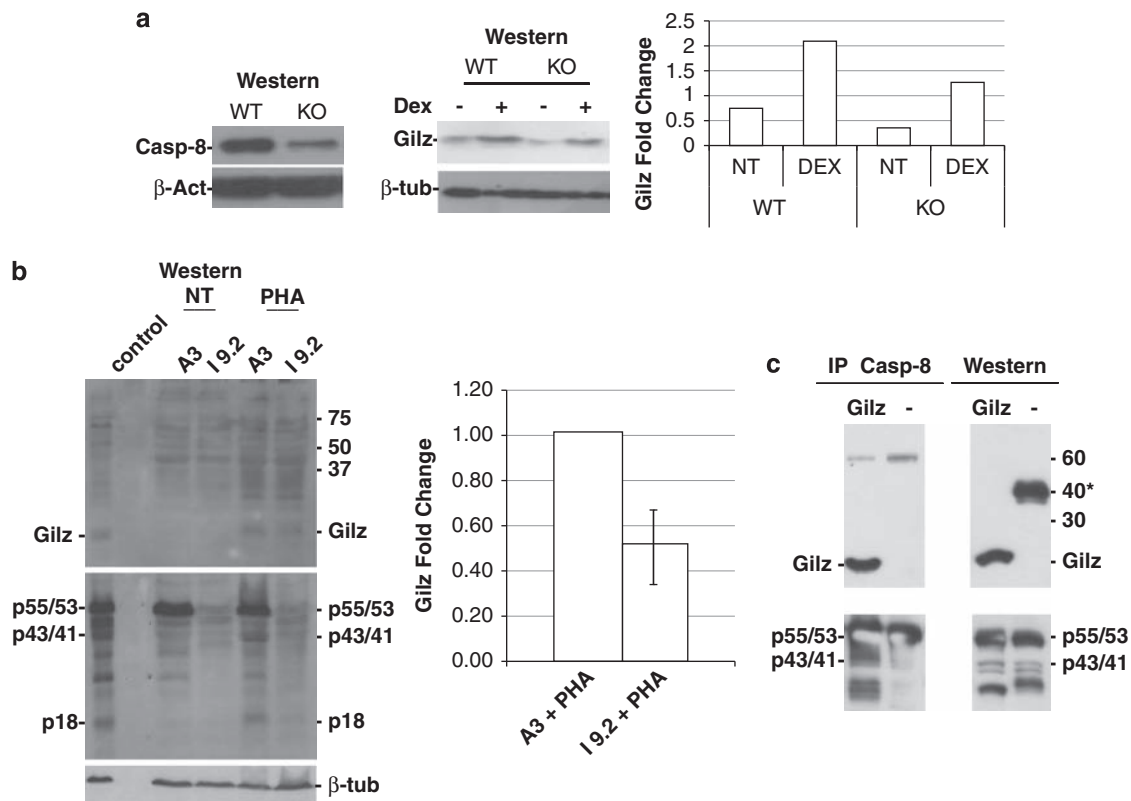 a
Western
WT KO
Casp-8-
β-Act-
Western
WT KO
Dex - + - +
Gilz-
β-tub-
Gilz Fold Change
2.5
2
1.5
1
0.5
0
NT DEX NT DEX
WT KO
b
Western
NT PHA
control A3 I 9.2 A3 I 9.2
- 75
- 50
- 37
Gilz - - Gilz
p55/53- - p55/53
p43/41- - p43/41
p18- - p18
- β-tub
Gilz Fold Change
1.20
1.00
0.80
0.60
0.40
0.20
0.00
A3 + PHA
I 9.2 + PHA
c
IP Casp-8 Western
Gilz - Gilz -
- 60
- 40*
- 30
Gilz- - Gilz
p55/53- - p55/53
p43/41- - p43/41